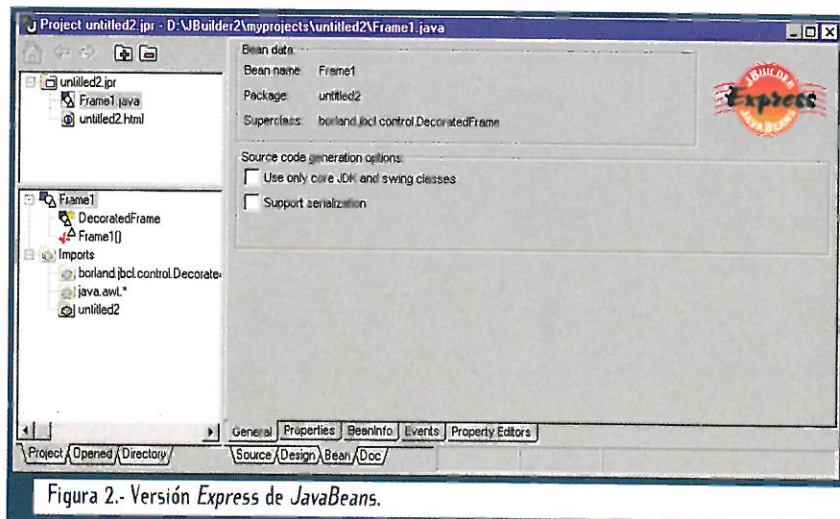 Project untitled2.jpr - D:\JBuilder2\myprojects\untitled2\Frame1.java
untitled2.jpr
Frame1.java
untitled2.html
Frame1
DecoratedFrame
Frame1()
Imports
borland.jbcl.control.Decorate
java.awt.*
untitled2
Project
Opened
Directory
Bean data:
Bean name: Frame1
Package: untitled2
Superclass: borland.jbcl.control.DecoratedFrame
JBUILDER
Express
JAVABEANS
Source code generation options:
Use only core JDK and swing classes
Support serialization
General Properties BeanInfo Events Property Editors
Source Design Bean Doc
Figura 2.- Versión Express de JavaBeans.